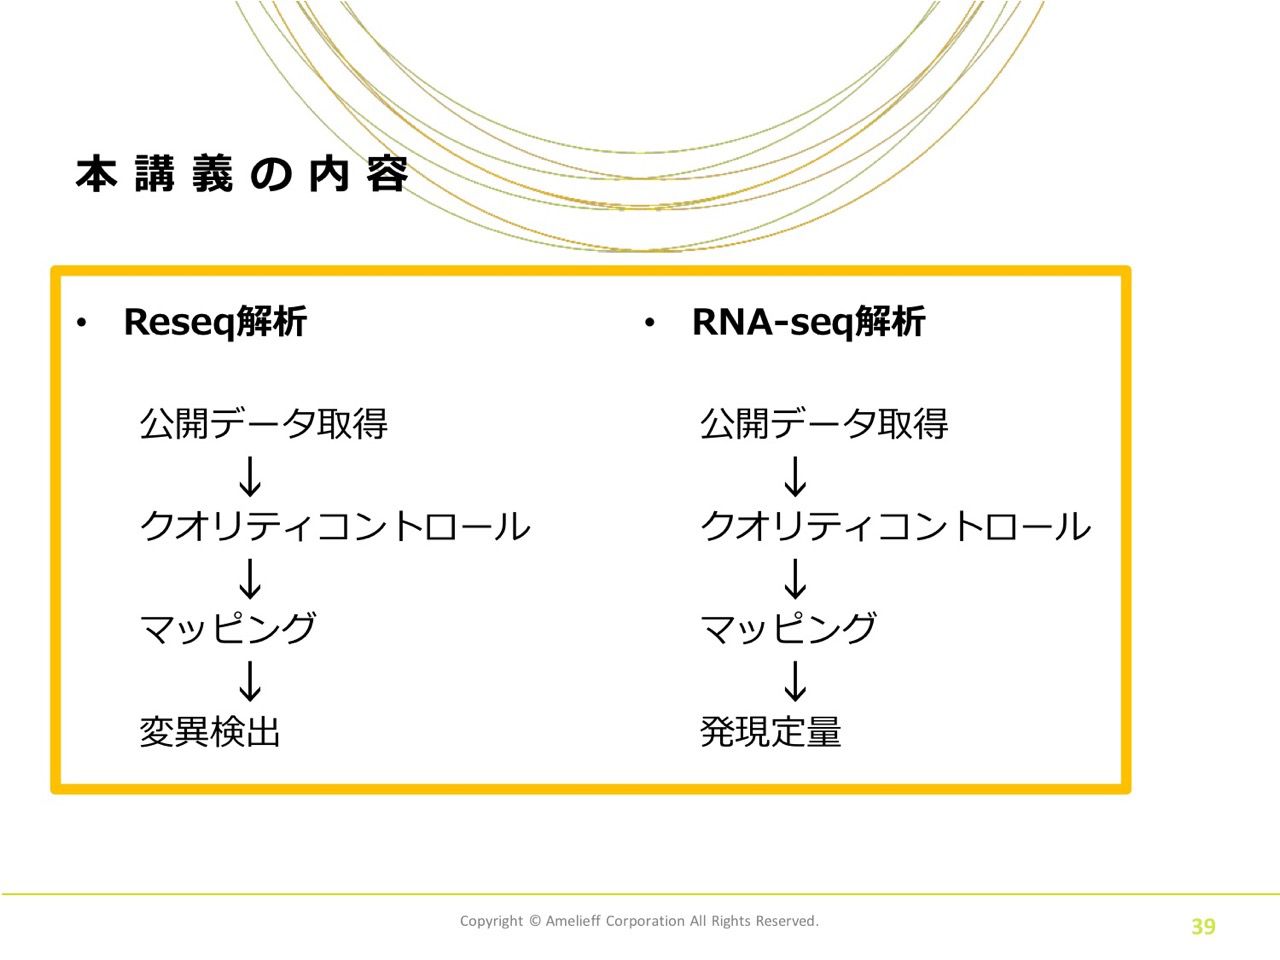 本講義の内容
• Reseq解析
公開データ取得
↓
クオリティコントロール
↓
マッピング
↓
変異検出
• RNA-seq解析
公開データ取得
↓
クオリティコントロール
↓
マッピング
↓
発現定量
Copyright © Amelieff Corporation All Rights Reserved.
39